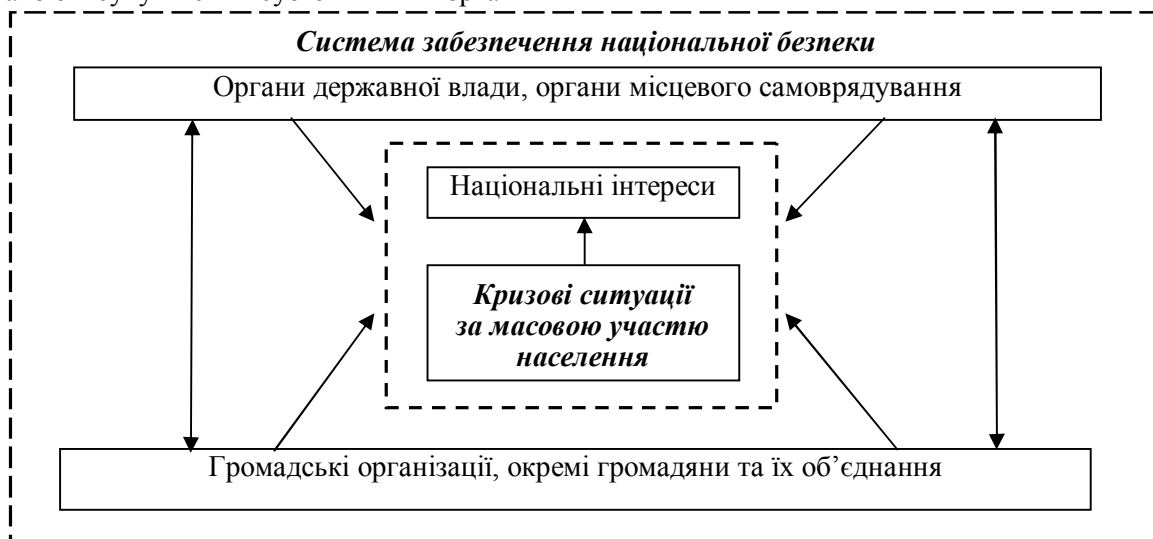 Система забезпечення національної безпеки
Органи державної влади, органи місцевого самоврядування
Національні інтереси
Кризові ситуації
за масовою участю
населення
Громадські організації, окремі громадяни та їх об’єднання